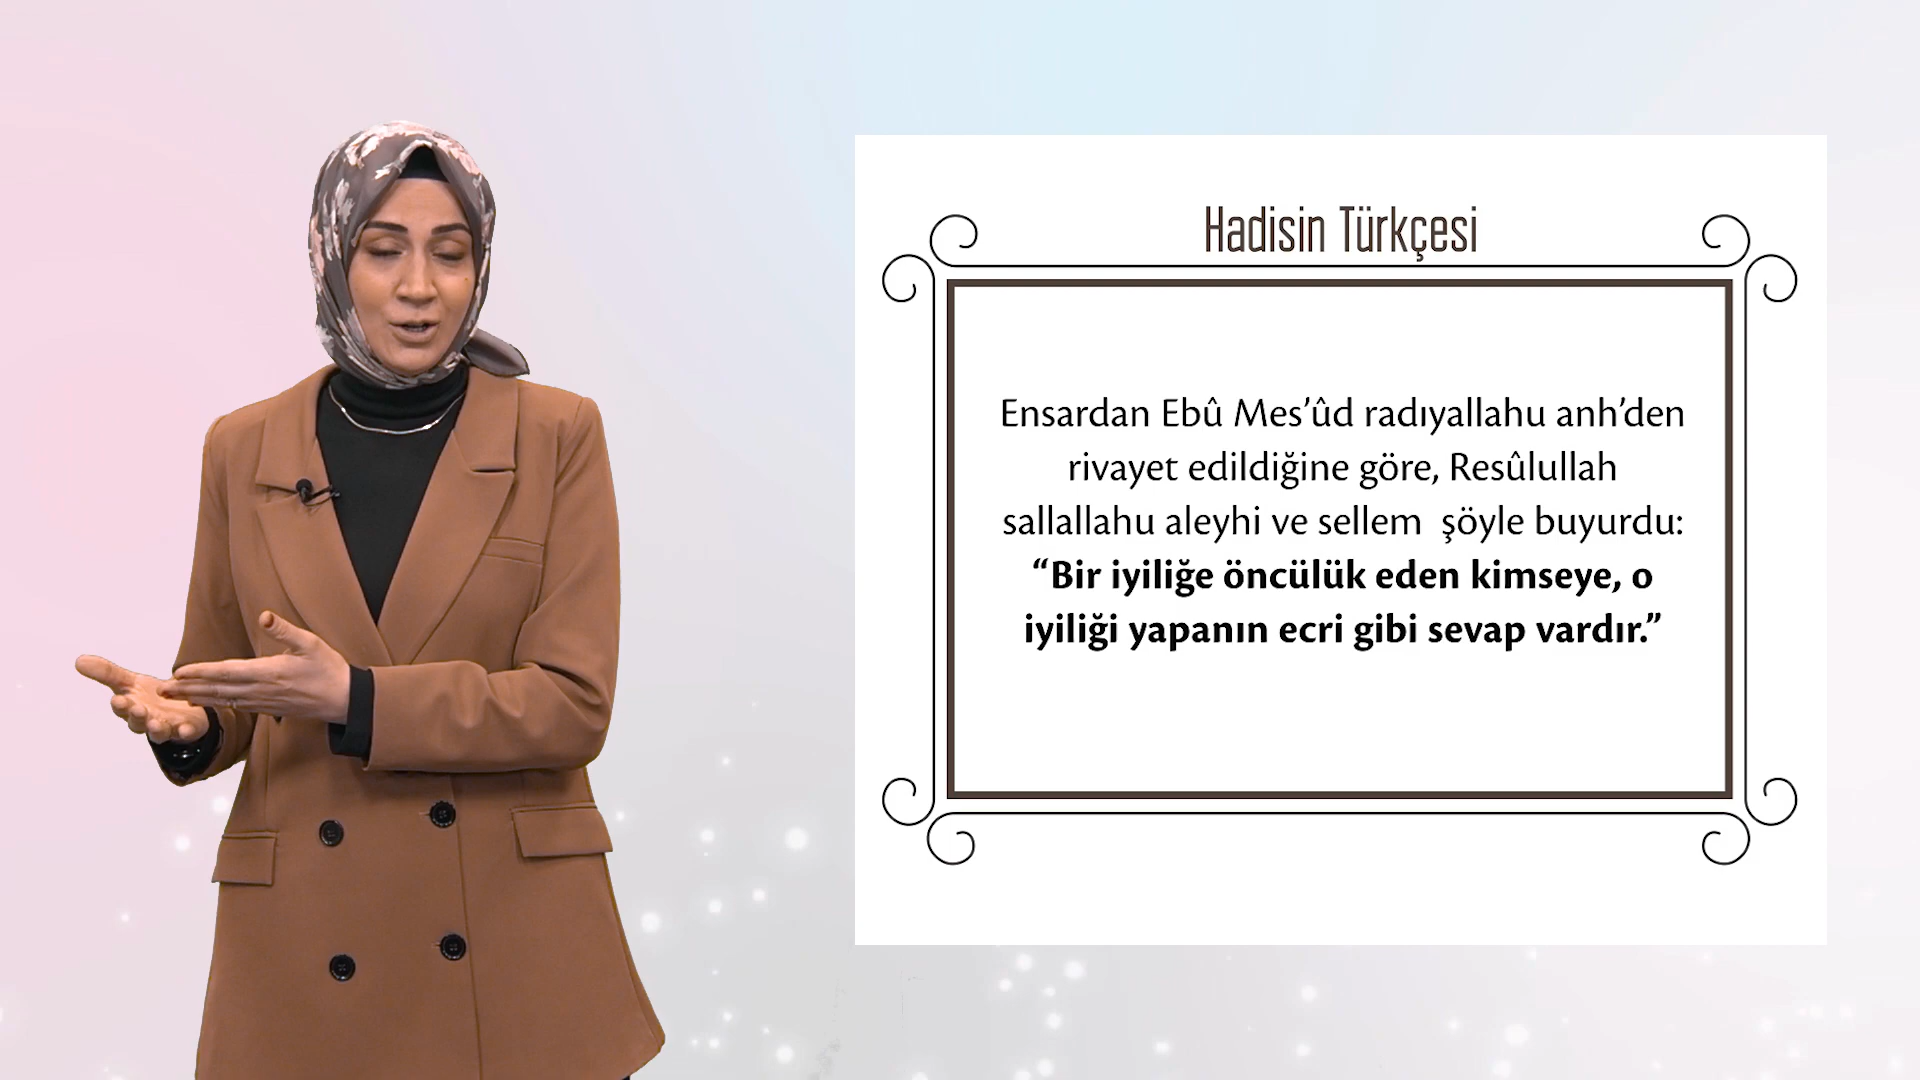 Hadisin Türkçesi
Ensardan Ebû Mes’ûd radıyallahu anh’den
rivayet edildiğine göre, Resûlullah
sallallahu aleyhi ve sellem  şöyle buyurdu:
“Bir iyiliğe öncülük eden kimseye, o
iyiliği yapanın ecri gibi sevap vardır.”